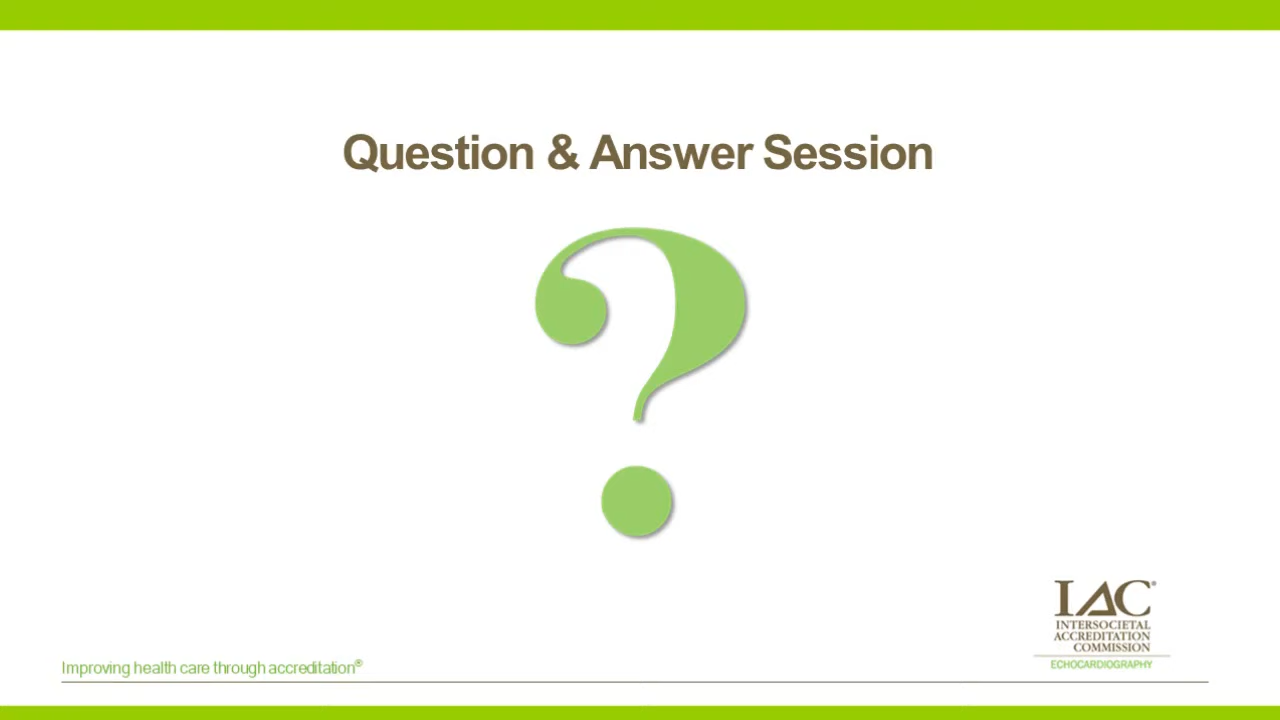 Question & Answer Session
?
IAC®
INTERSOCIETAL
ACCREDITATION
COMMISSION
ECHOCARDIOGRAPHY
Improving health care through accreditation®